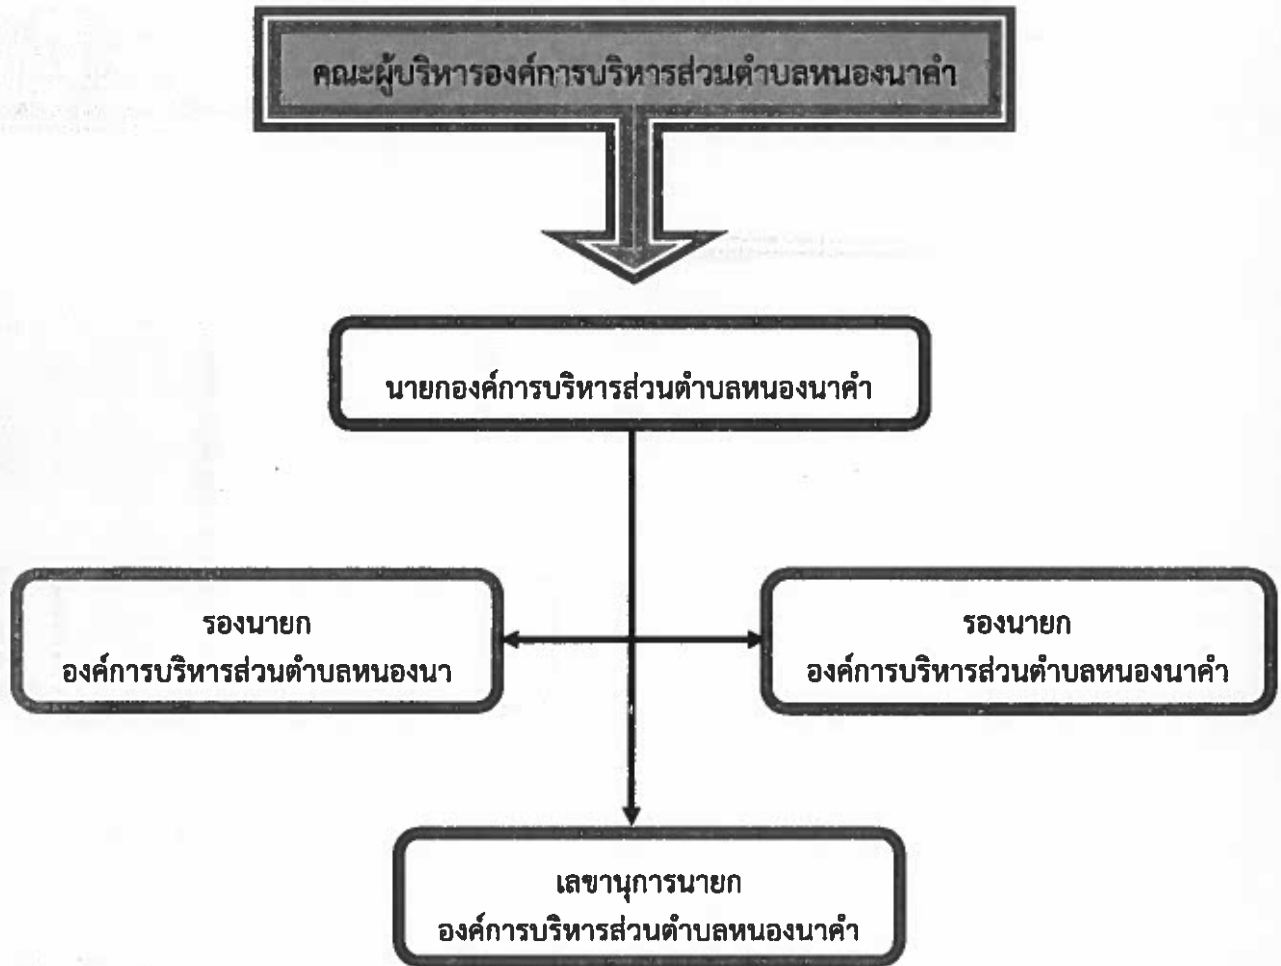 คณะผู้บริหารองค์การบริหารส่วนตำบลหนองนาคำ
นายกองค์การบริหารส่วนตำบลหนองนาคำ
รองนายก
องค์การบริหารส่วนตำบลหนองนา
รองนายก
องค์การบริหารส่วนตำบลหนองนาคำ
เลขานุการนายก
องค์การบริหารส่วนตำบลหนองนาคำ